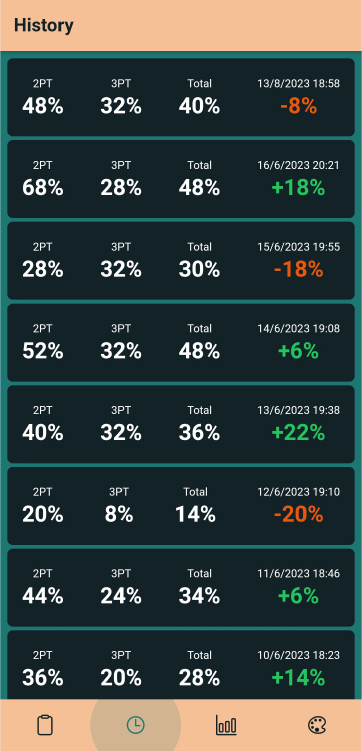 History
2PT 3PT Total 13/8/2023 18:58
48% 32% 40% -8%
2PT 3PT Total 16/6/2023 20:21
68% 28% 48% +18%
2PT 3PT Total 15/6/2023 19:55
28% 32% 30% -18%
2PT 3PT Total 14/6/2023 19:08
52% 32% 48% +6%
2PT 3PT Total 13/6/2023 19:38
40% 32% 36% +22%
2PT 3PT Total 12/6/2023 19:10
20% 8% 14% -20%
2PT 3PT Total 11/6/2023 18:46
44% 24% 34% +6%
2PT 3PT Total 10/6/2023 18:23
36% 20% 28% +14%